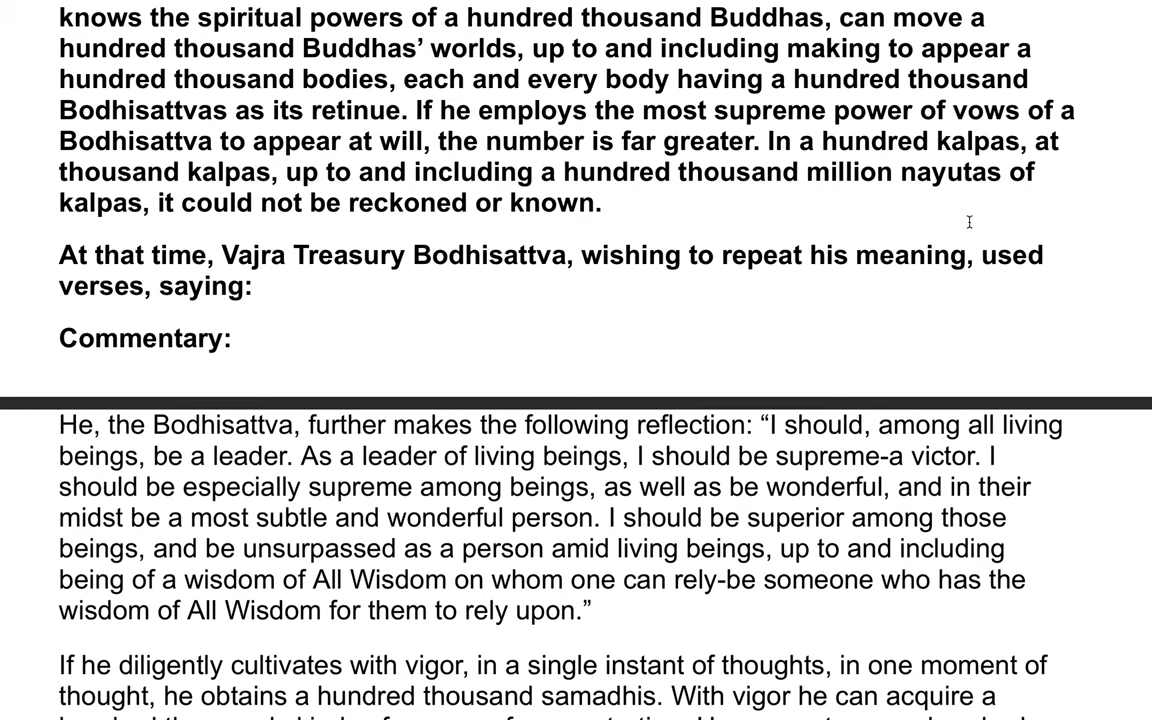 knows the spiritual powers of a hundred thousand Buddhas, can move a
hundred thousand Buddhas’ worlds, up to and including making to appear a
hundred thousand bodies, each and every body having a hundred thousand
Bodhisattvas as its retinue. If he employs the most supreme power of vows of a
Bodhisattva to appear at will, the number is far greater. In a hundred kalpas, at
thousand kalpas, up to and including a hundred thousand million nayutas of
kalpas, it could not be reckoned or known.
At that time, Vajra Treasury Bodhisattva, wishing to repeat his meaning, used
verses, saying:
Commentary:
He, the Bodhisattva, further makes the following reflection: “I should, among all living
beings, be a leader. As a leader of living beings, I should be supreme-a victor. I
should be especially supreme among beings, as well as be wonderful, and in their
midst be a most subtle and wonderful person. I should be superior among those
beings, and be unsurpassed as a person amid living beings, up to and including
being of a wisdom of All Wisdom on whom one can rely-be someone who has the
wisdom of All Wisdom for them to rely upon.”
If he diligently cultivates with vigor, in a single instant of thoughts, in one moment of
thought, he obtains a hundred thousand samadhis. With vigor he can acquire a